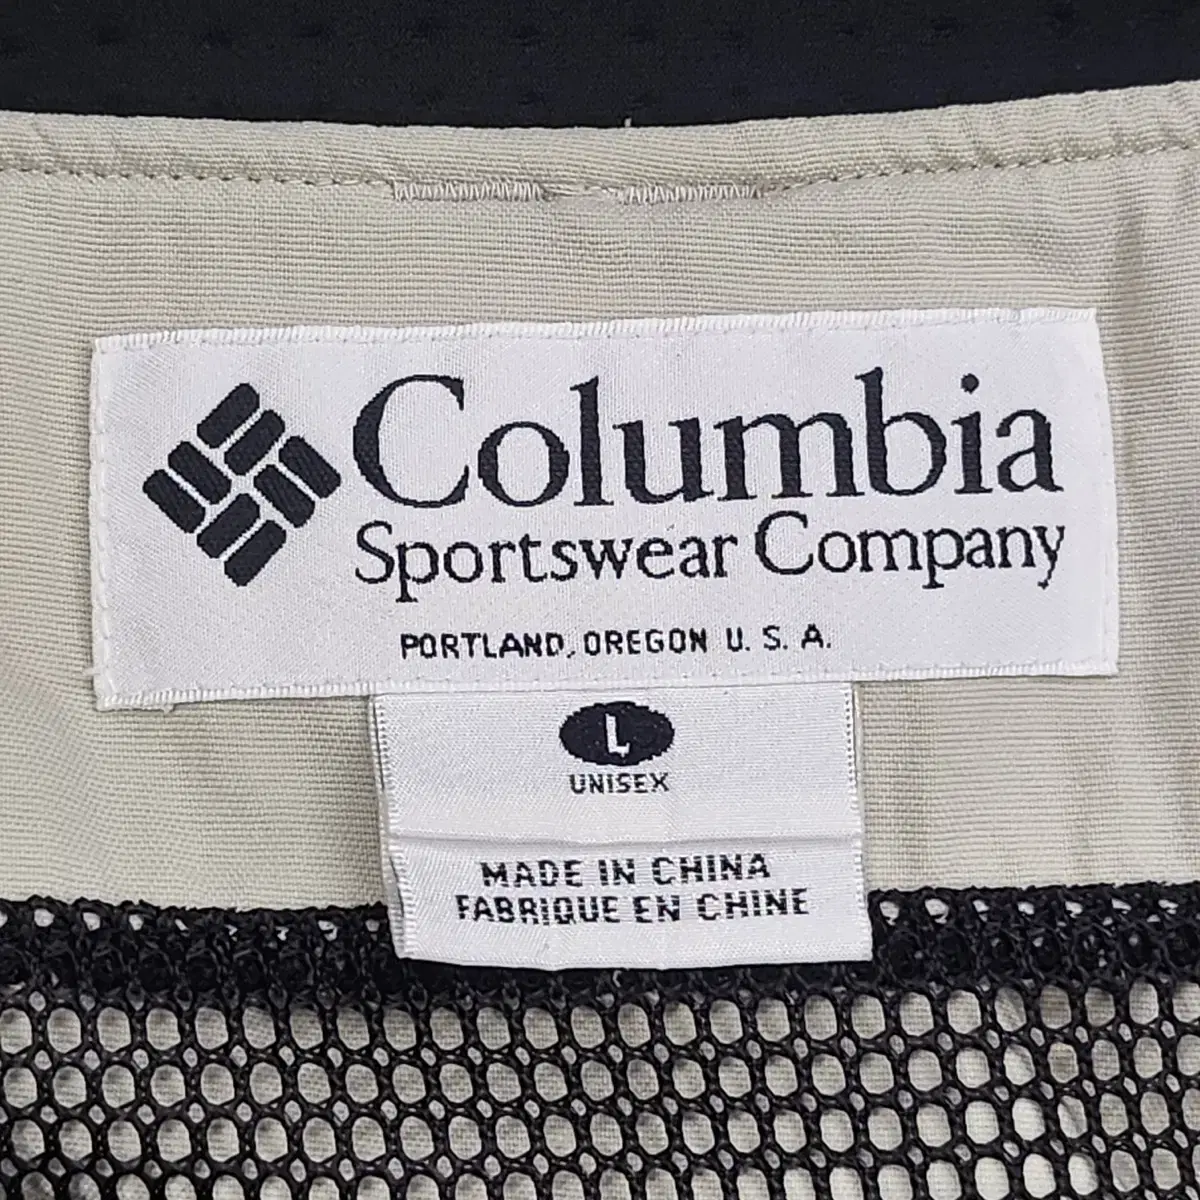 Columbia
Sportswear Company
PORTLAND, OREGON U. S. A.
L
UNISEX
MADE IN CHINA
FABRIQUE EN CHINE